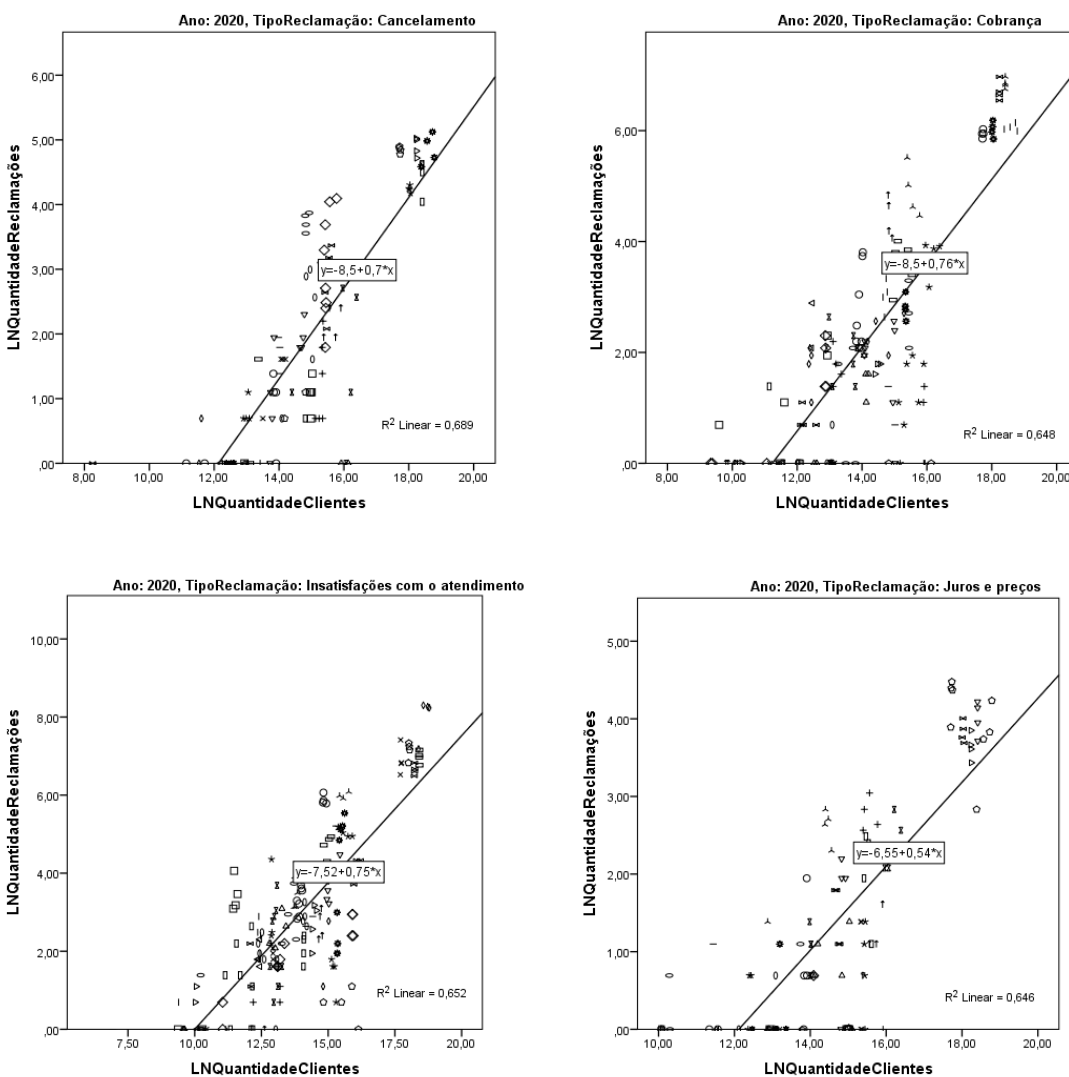 Ano: 2020, TipoReclamação: Cancelamento
LNQuantidadeReclamações
6,00
5,00
4,00
3,00
2,00
1,00
,00
y=-8,5+0,7*x
R² Linear = 0,689
8,00 10,00 12,00 14,00 16,00 18,00 20,00
LNQuantidadeClientes
Ano: 2020, TipoReclamação: Cobrança
LNQuantidadeReclamações
6,00
4,00
2,00
,00
y=-8,5+0,76*x
R² Linear = 0,648
8,00 10,00 12,00 14,00 16,00 18,00 20,00
LNQuantidadeClientes
Ano: 2020, TipoReclamação: Insatisfações com o atendimento
LNQuantidadeReclamações
10,00
8,00
6,00
4,00
2,00
,00
y=-7,52+0,75*x
R² Linear = 0,652
7,50 10,00 12,50 15,00 17,50 20,00
LNQuantidadeClientes
Ano: 2020, TipoReclamação: Juros e preços
LNQuantidadeReclamações
5,00
4,00
3,00
2,00
1,00
,00
y=-6,55+0,54*x
R² Linear = 0,646
10,00 12,00 14,00 16,00 18,00 20,00
LNQuantidadeClientes